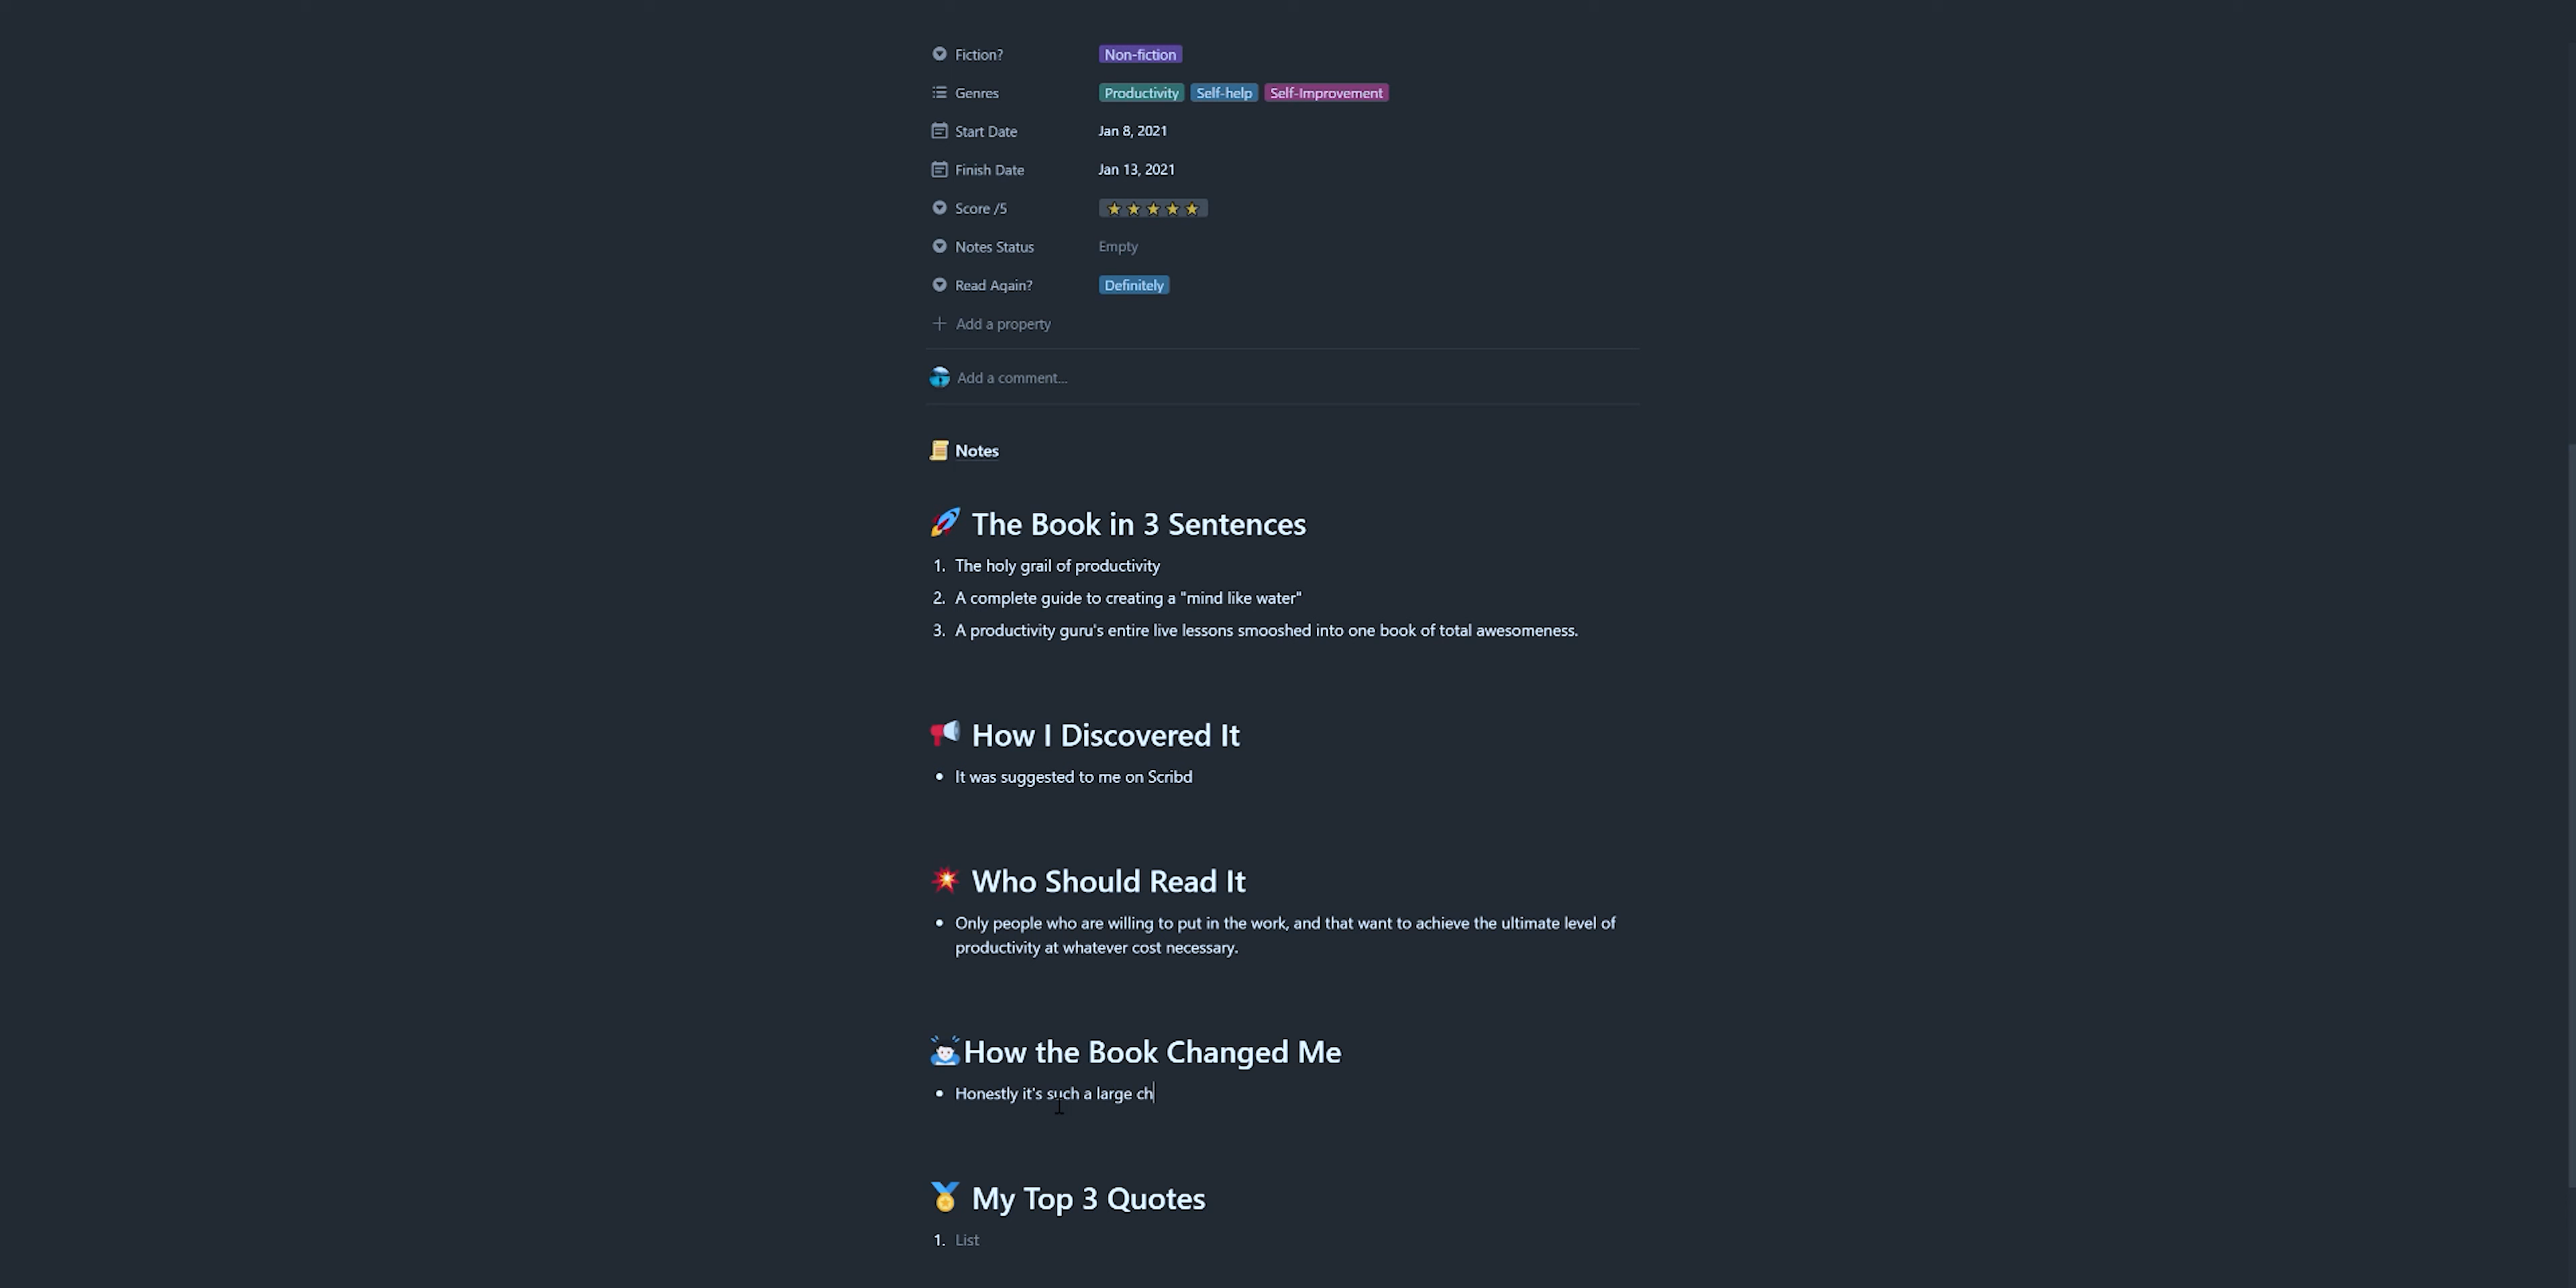 Fiction? Non-fiction
Genres Productivity Self-help Self-Improvement
Start Date Jan 8, 2021
Finish Date Jan 13, 2021
Score /5 ★★★★★
Notes Status Empty
Read Again? Definitely
Add a property
Add a comment...
Notes
The Book in 3 Sentences
1. The holy grail of productivity
2. A complete guide to creating a "mind like water"
3. A productivity guru's entire live lessons smooshed into one book of total awesomeness.
How I Discovered It
• It was suggested to me on Scribd
Who Should Read It
• Only people who are willing to put in the work, and that want to achieve the ultimate level of
productivity at whatever cost necessary.
How the Book Changed Me
• Honestly it's such a large ch
My Top 3 Quotes
1. List